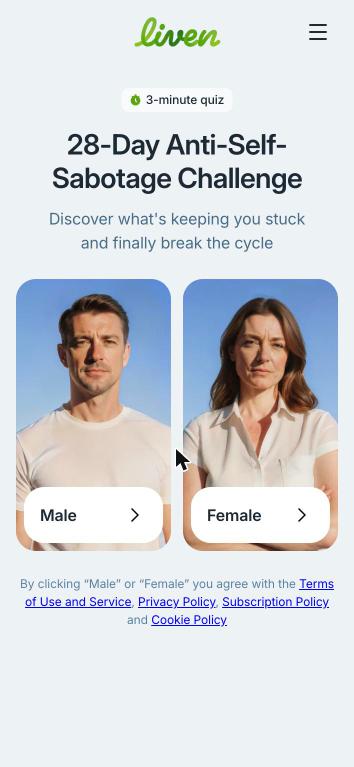 liven
3-minute quiz
28-Day Anti-Self-
Sabotage Challenge
Discover what's keeping you stuck
and finally break the cycle
Male
Female
By clicking “Male” or “Female” you agree with the Terms
of Use and Service, Privacy Policy, Subscription Policy
and Cookie Policy